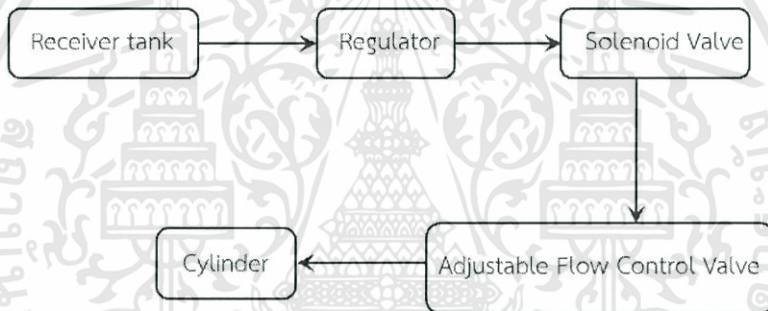 Receiver tank
Regulator
Solenoid Valve
Cylinder
Adjustable Flow Control Valve